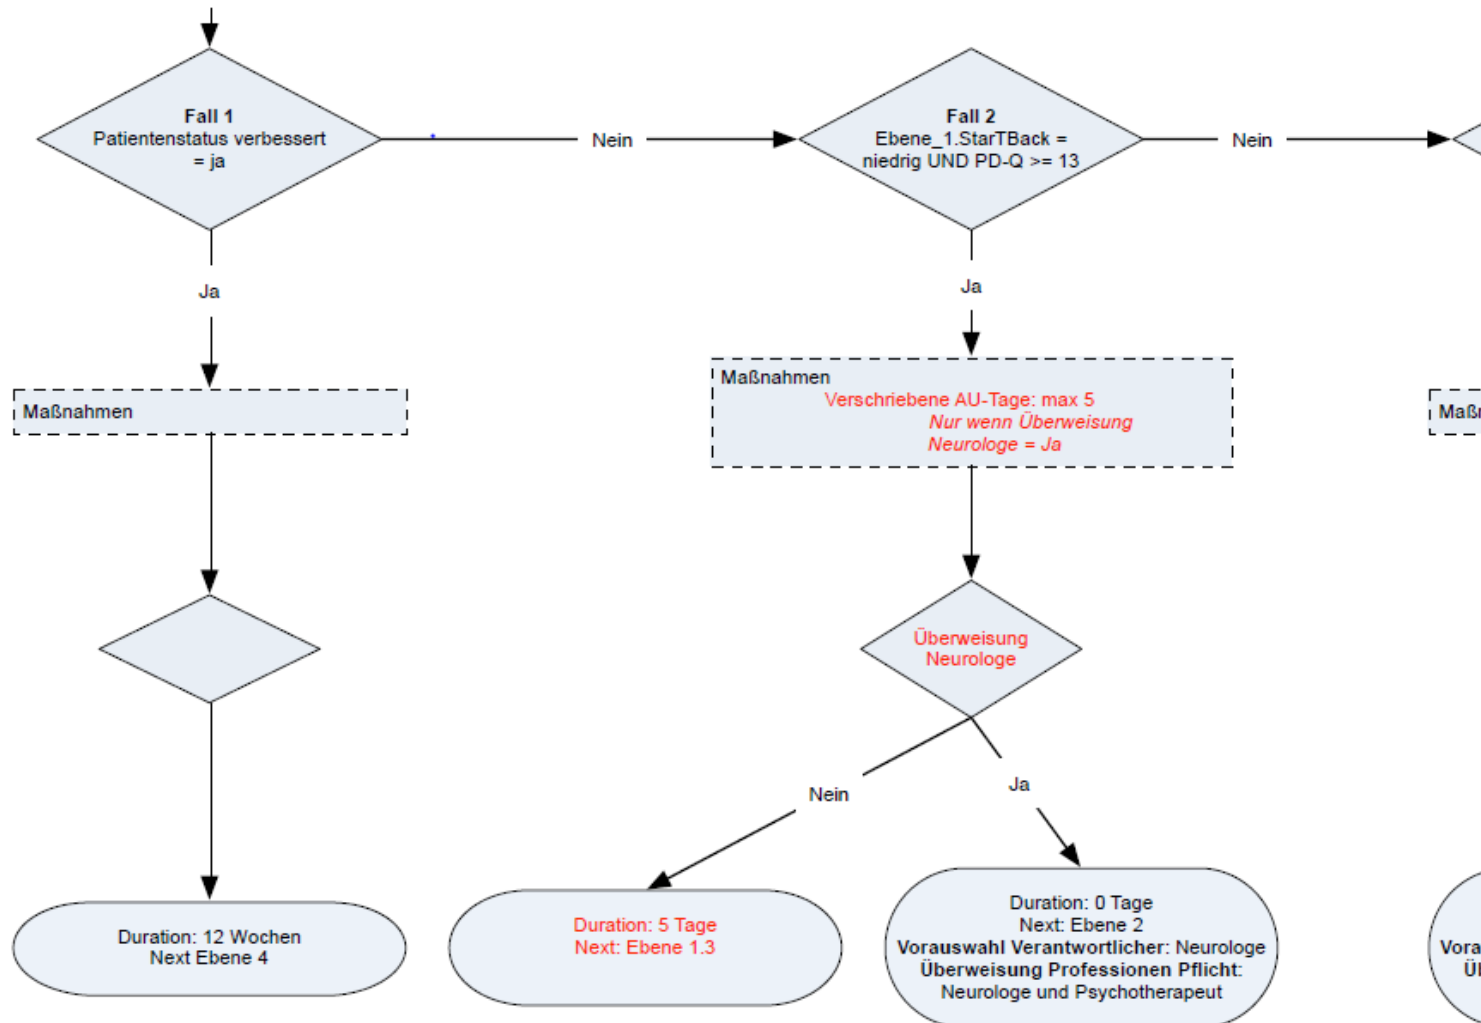 Fall 1
Patientenstatus verbessert
= ja
Nein
Fall 2
Ebene_1.StarTBack =
niedrig UND PD-Q >= 13
Nein
Ja
Ja
Maßnahmen
Maßnahmen
Verschriebene AU-Tage: max 5
Nur wenn Überweisung
Neurologe = Ja
Überweisung
Neurologe
Nein
Ja
Duration: 12 Wochen
Next Ebene 4
Duration: 5 Tage
Next: Ebene 1.3
Duration: 0 Tage
Next: Ebene 2
Vorauswahl Verantwortlicher: Neurologe
Überweisung Professionen Pflicht:
Neurologe und Psychotherapeut